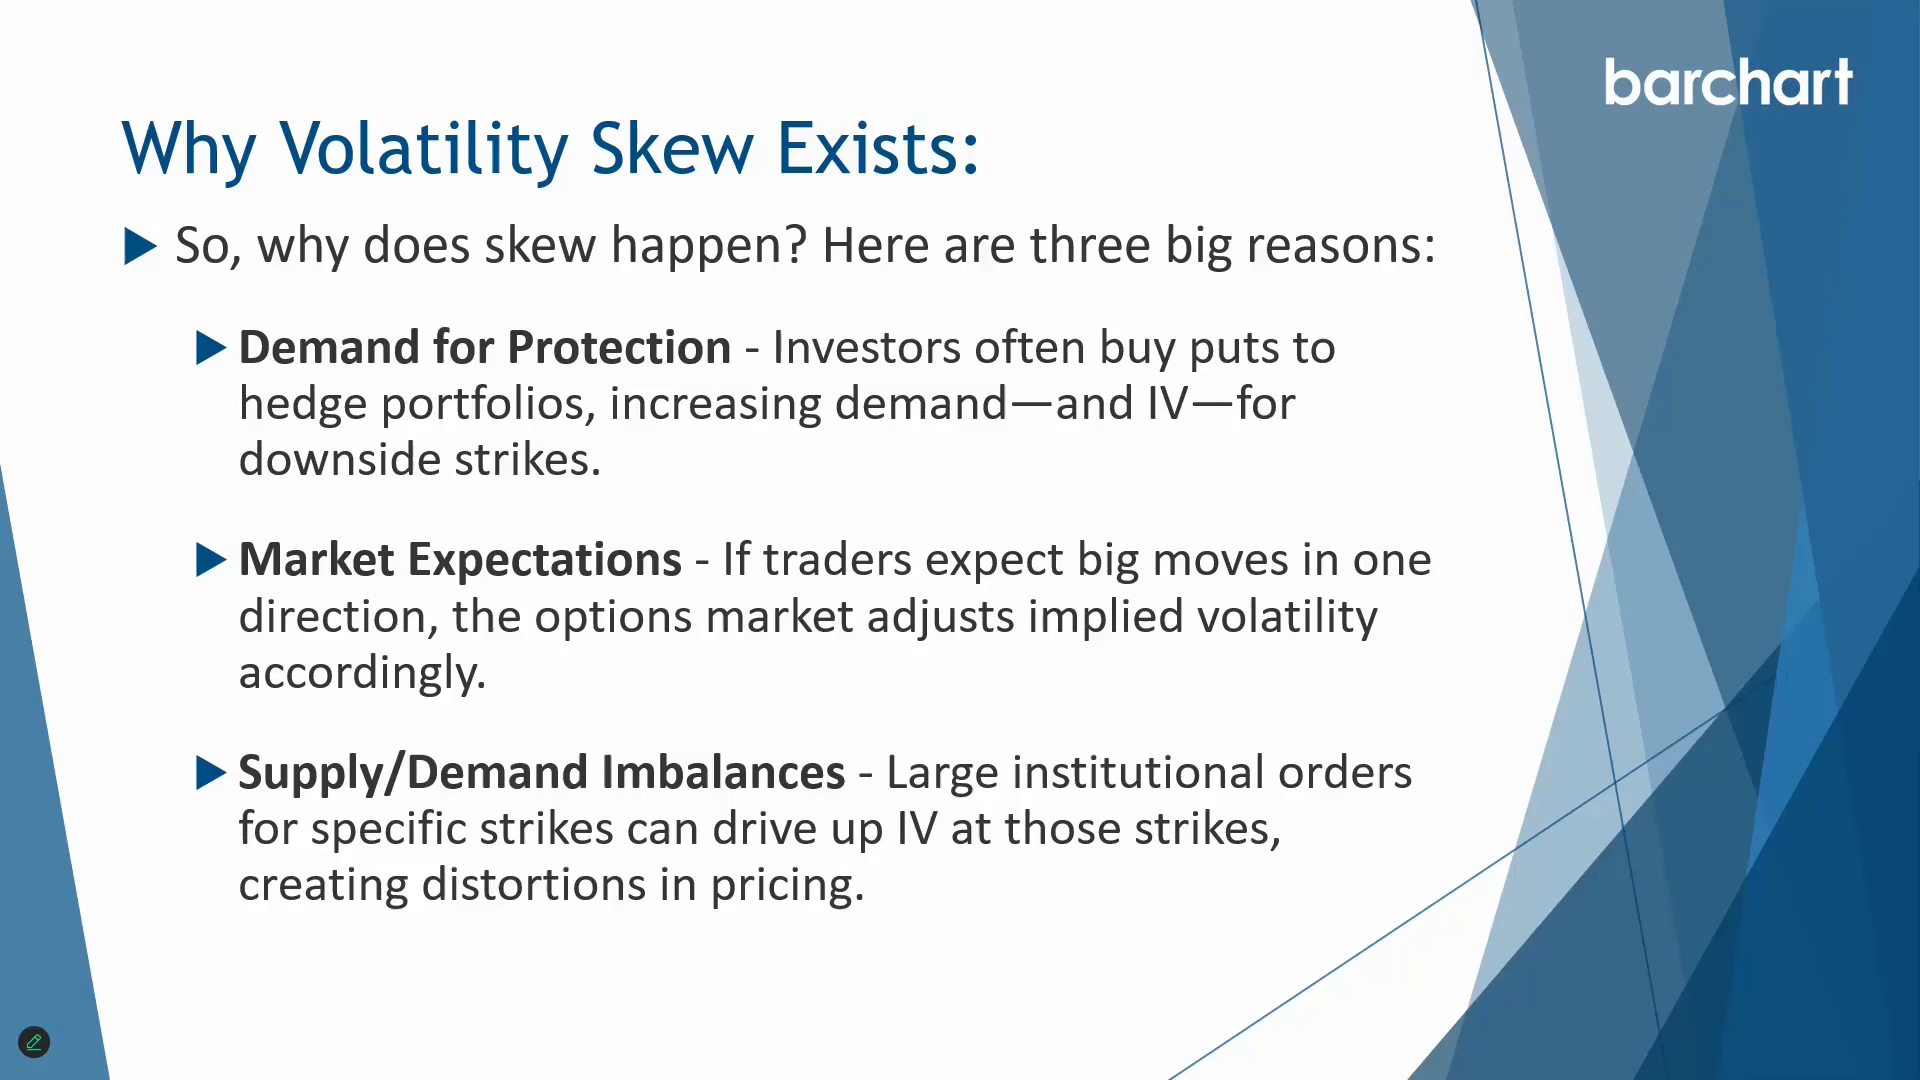 barchart
Why Volatility Skew Exists:
So, why does skew happen? Here are three big reasons:
Demand for Protection - Investors often buy puts to
hedge portfolios, increasing demand—and IV—for
downside strikes.
Market Expectations - If traders expect big moves in one
direction, the options market adjusts implied volatility
accordingly.
Supply/Demand Imbalances - Large institutional orders
for specific strikes can drive up IV at those strikes,
creating distortions in pricing.